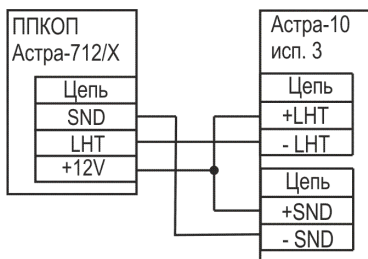 ППКОП
Астра-712/X
Цепь
SND
LHT
+12V
Астра-10
исп. 3
Цепь
+LHT
- LHT
Цепь
+SND
- SND